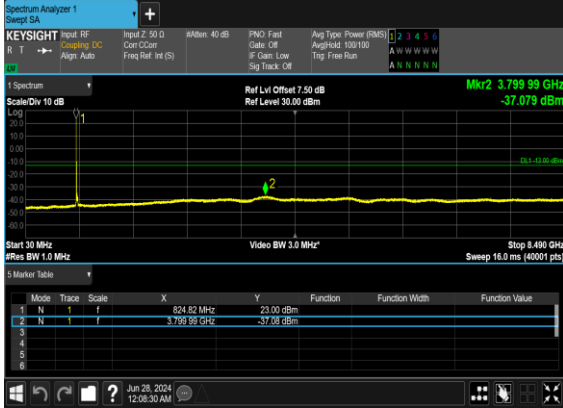 Spectrum Analyzer 1
Swept SA
+
KEYSIGHT Input: RF Input Z: 50 Ω #Atten: 40 dB PNO: Fast Avg Type: Power (RMS) 1 2 3 4 5 6
R T Coupling: DC Corr CCorr Gate: Off Avg|Hold: 100/100 A W W W W W
Align: Auto Freq Ref: Int (S) IF Gain: Low Trig: Free Run
LU Sig Track: Off A N N N N N
1 Spectrum Ref Lvl Offset 7.50 dB Mkr2 3.799 99 GHz
Scale/Div 10 dB Ref Level 30.00 dBm -37.079 dBm
Log
20.0
10.0
0.00
-10.0 DL1 -13.00 dBm
-20.0
-30.0
-40.0
-50.0
-60.0
1
2
Start 30 MHz Video BW 3.0 MHz* Stop 8.490 GHz
#Res BW 1.0 MHz Sweep 16.0 ms (40001 pts)
5 Marker Table
Mode Trace Scale X Y Function Function Width Function Value
1 N 1 f 824.82 MHz 23.00 dBm
2 N 1 f 3.799 99 GHz -37.08 dBm
3
4
5
6
? Jun 28, 2024
12:08:30 AM